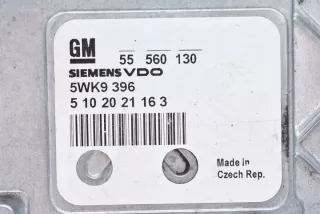 GM 55 560 130
SIEMENS VDO
5WK9 396
5 10 20 21 16 3
Made in
Czech Rep.